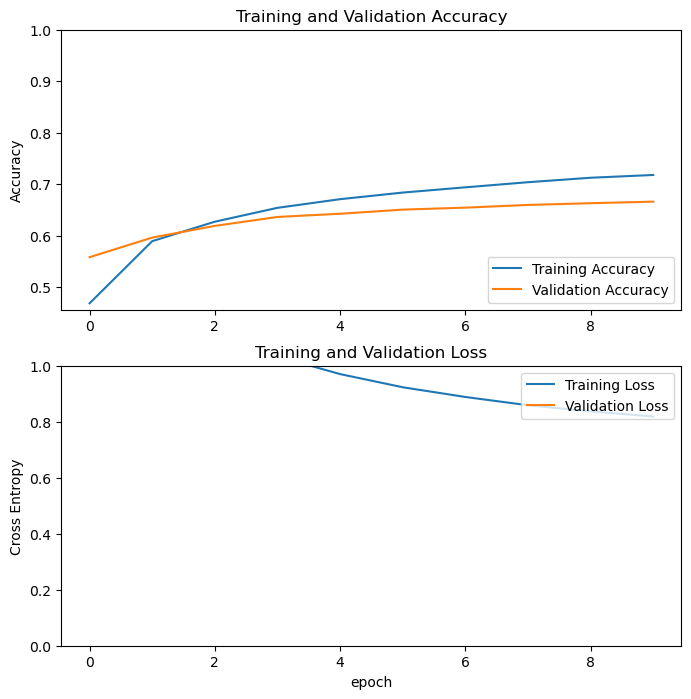 Training and Validation Accuracy
1.0
0.9
0.8
0.7
0.6
0.5
Accuracy
Training Accuracy
Validation Accuracy
0 2 4 6 8
Training and Validation Loss
1.0
0.8
0.6
0.4
0.2
0.0
Cross Entropy
Training Loss
Validation Loss
0 2 4 6 8
epoch